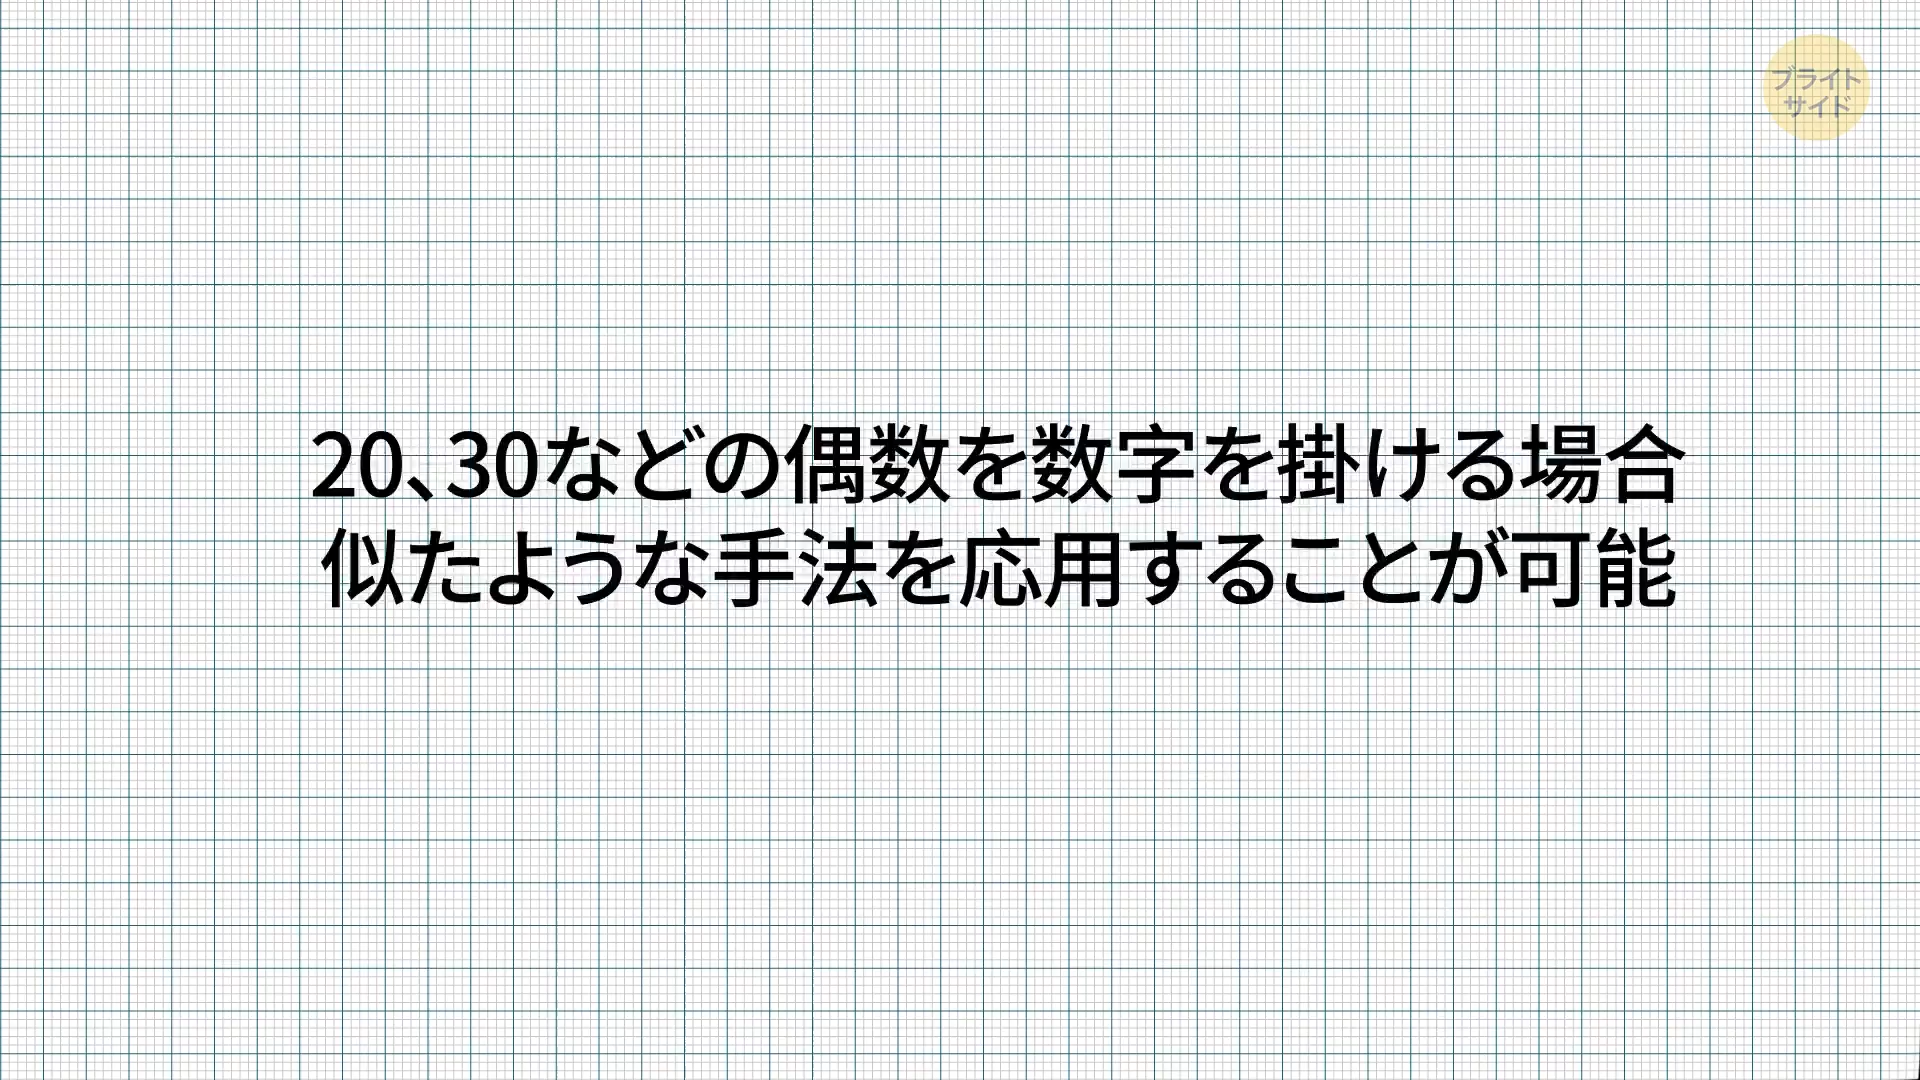 ブライト
サイド
20､30などの偶数を数字を掛ける場合
似たような手法を応用することが可能